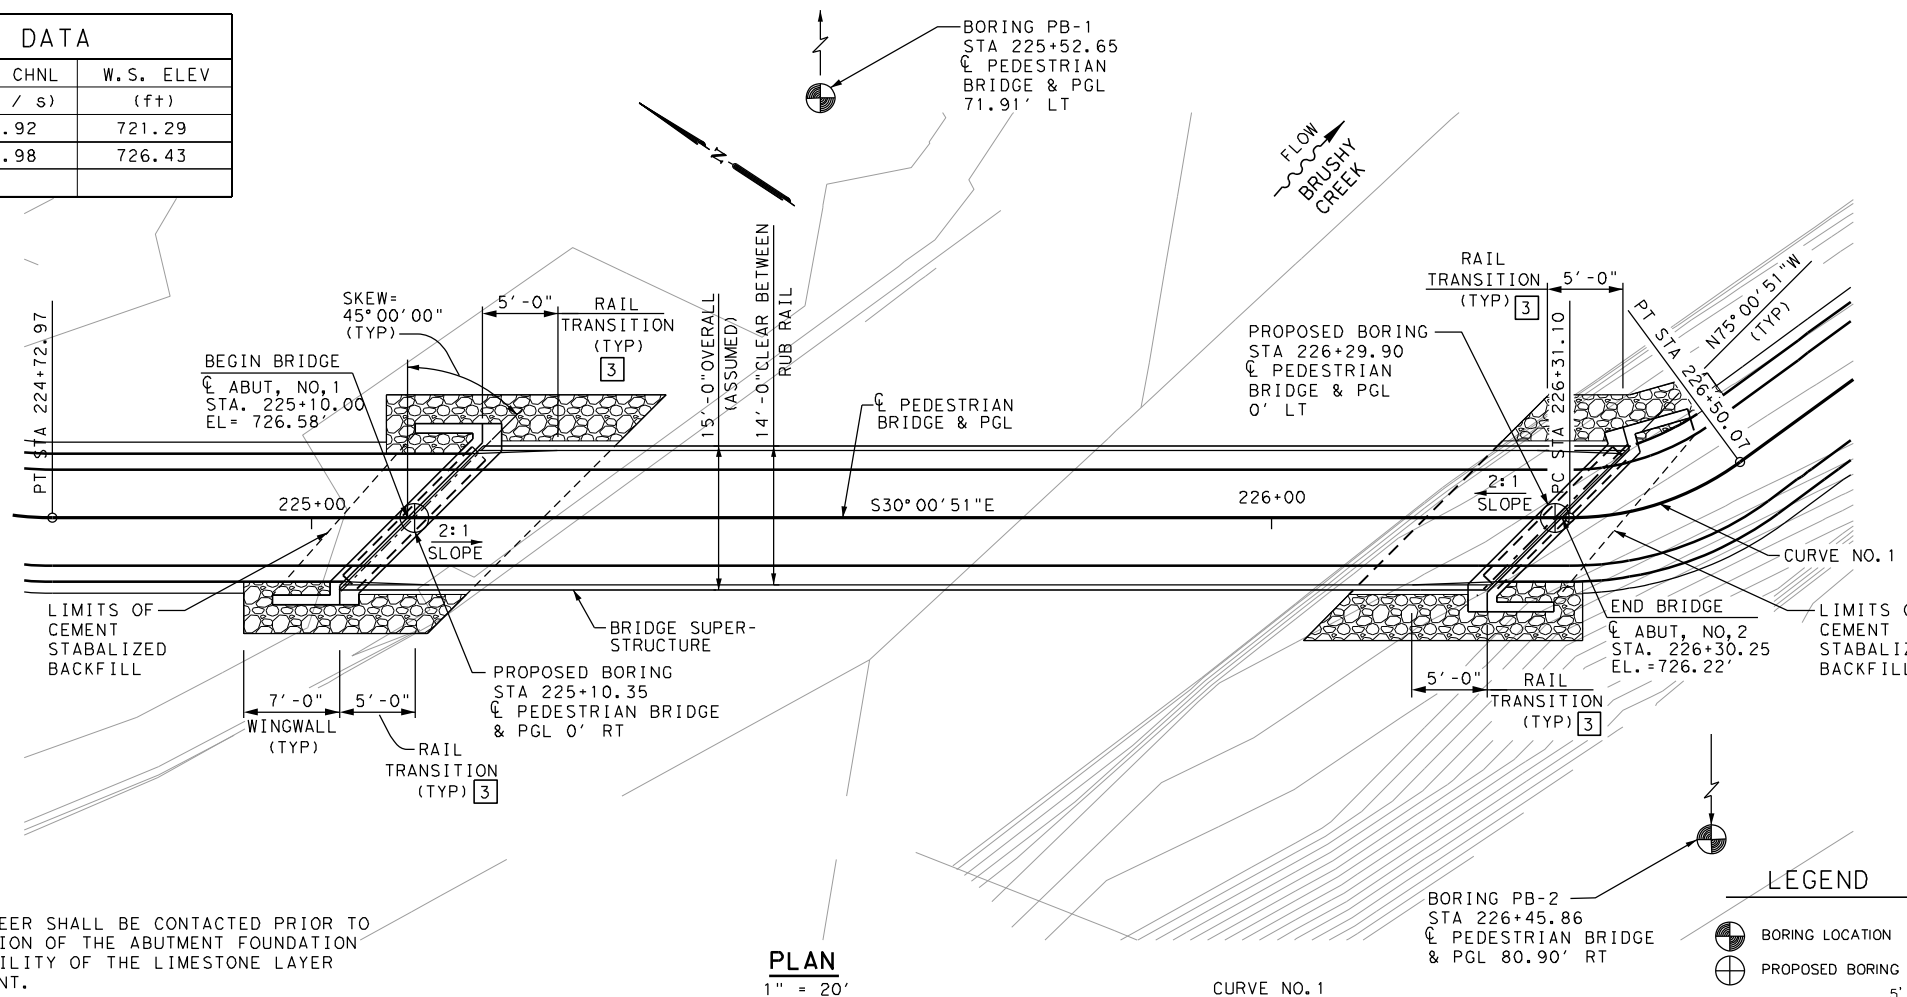 DATA
CHNL
W.S. ELEV
/ s)
(ft)
.92
721.29
.98
726.43
BORING PB-1
STA 225+52.65
℄ PEDESTRIAN
BRIDGE & PGL
71.91' LT
N
FLOW
BRUSHY
CREEK
PT STA 224+72.97
SKEW=
45°00'00"
(TYP)
5'-0"
RAIL
TRANSITION
(TYP)
3
BEGIN BRIDGE
℄ ABUT, NO,1
STA. 225+10.00
EL= 726.58'
15'-0"OVERALL
(ASSUMED)
14'-0"CLEAR BETWEEN
RUB RAIL
℄ PEDESTRIAN
BRIDGE & PGL
RAIL
TRANSITION
(TYP) 3
5'-0"
PROPOSED BORING
STA 226+29.90
℄ PEDESTRIAN
BRIDGE & PGL
0' LT
PC STA 226+31.10
PT STA 226+50.07
N75°00'51"W
(TYP)
225+00
2:1
SLOPE
S30°00'51"E
226+00
2:1
SLOPE
CURVE NO.1
LIMITS OF
CEMENT
STABALIZED
BACKFILL
BRIDGE SUPER-
STRUCTURE
PROPOSED BORING
STA 225+10.35
℄ PEDESTRIAN BRIDGE
& PGL 0' RT
7'-0"
WINGWALL
(TYP)
5'-0"
RAIL
TRANSITION
(TYP) 3
END BRIDGE
℄ ABUT, NO,2
STA. 226+30.25
EL.=726.22'
LIMITS
CEMENT
STABALIZ
BACKFILL
5'-0"
RAIL
TRANSITION
(TYP) 3
BORING PB-2
STA 226+45.86
℄ PEDESTRIAN BRIDGE
& PGL 80.90' RT
LEGEND
BORING LOCATION
PROPOSED BORING
5'
EER SHALL BE CONTACTED PRIOR TO
ION OF THE ABUTMENT FOUNDATION
ILITY OF THE LIMESTONE LAYER
ENT.
PLAN
1" = 20'
CURVE NO.1